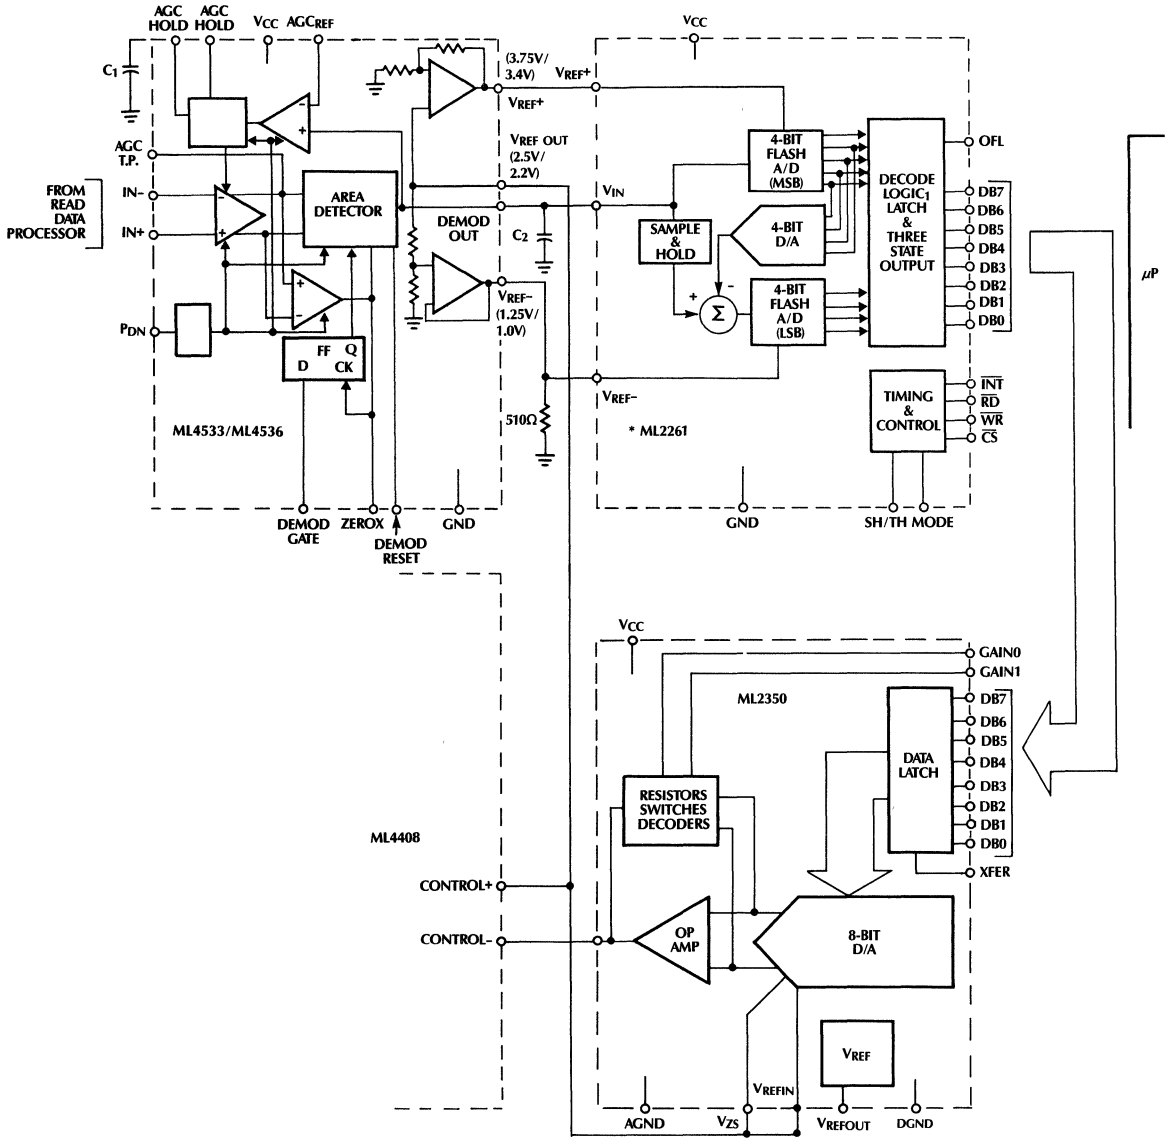 AGC HOLD
AGC HOLD
VCC
AGCREF
C1
AGC T.P.
IN–
IN+
FROM
READ
DATA
PROCESSOR
PDN
AREA
DETECTOR
–
+
–
+
+
–
FF
Q
D
CK
ML4533/ML4536
DEMOD
GATE
ZEROX
DEMOD
RESET
GND
(3.75V/
3.4V)
VREF+
VREF OUT
(2.5V/
2.2V)
DEMOD
OUT
C2
VREF–
(1.25V/
1.0V)
510Ω
VREF+
VIN
VREF–
VCC
4-BIT
FLASH
A/D
(MSB)
SAMPLE
&
HOLD
4-BIT
D/A
+
–
Σ
4-BIT
FLASH
A/D
(LSB)
DECODE
LOGIC1
LATCH
&
THREE
STATE
OUTPUT
OFL
DB7
DB6
DB5
DB4
DB3
DB2
DB1
DB0
TIMING
&
CONTROL
INT
RD
WR
CS
* ML2261
GND
SH/TH MODE
μP
ML4408
CONTROL+
CONTROL–
VCC
GAIN0
GAIN1
ML2350
DB7
DB6
DB5
DB4
DB3
DB2
DB1
DB0
XFER
DATA
LATCH
RESISTORS
SWITCHES
DECODERS
OP
AMP
8-BIT
D/A
VREF
VREFIN
AGND
VZS
VREFOUT
DGND